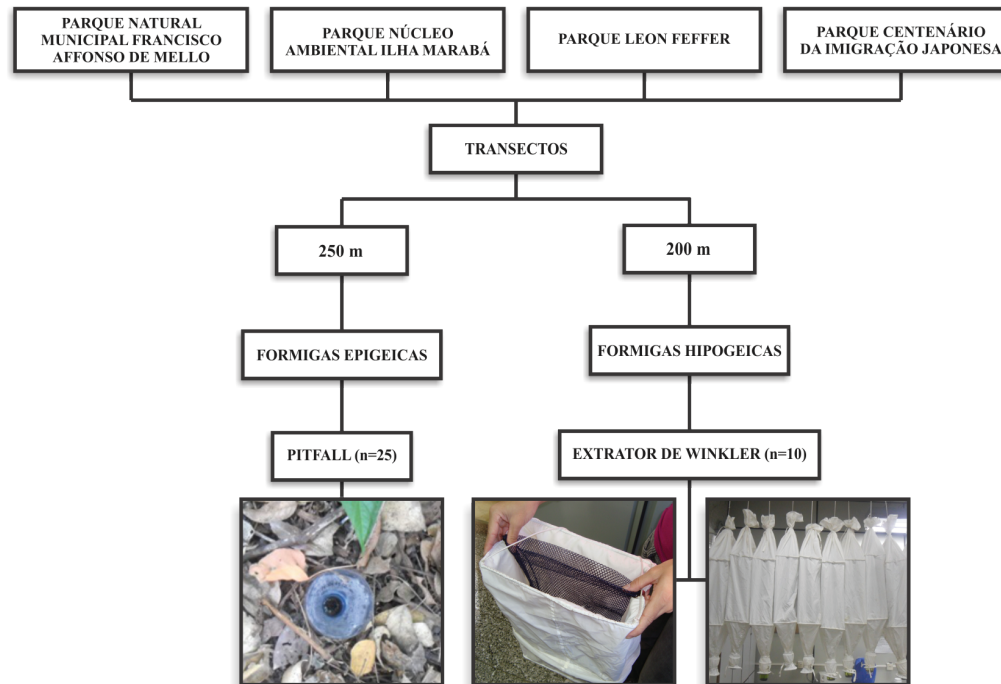 PARQUE NATURAL
MUNICIPAL FRANCISCO
AFFONSO DE MELLO
PARQUE NÚCLEO
AMBIENTAL ILHA MARABÁ
PARQUE LEON FEFFER
PARQUE CENTENÁRIO
DA IMIGRAÇÃO JAPONESA
TRANSECTOS
250 m
200 m
FORMIGAS EPIGEICAS
FORMIGAS HIPOGEICAS
PITFALL (n=25)
EXTRATOR DE WINKLER (n=10)